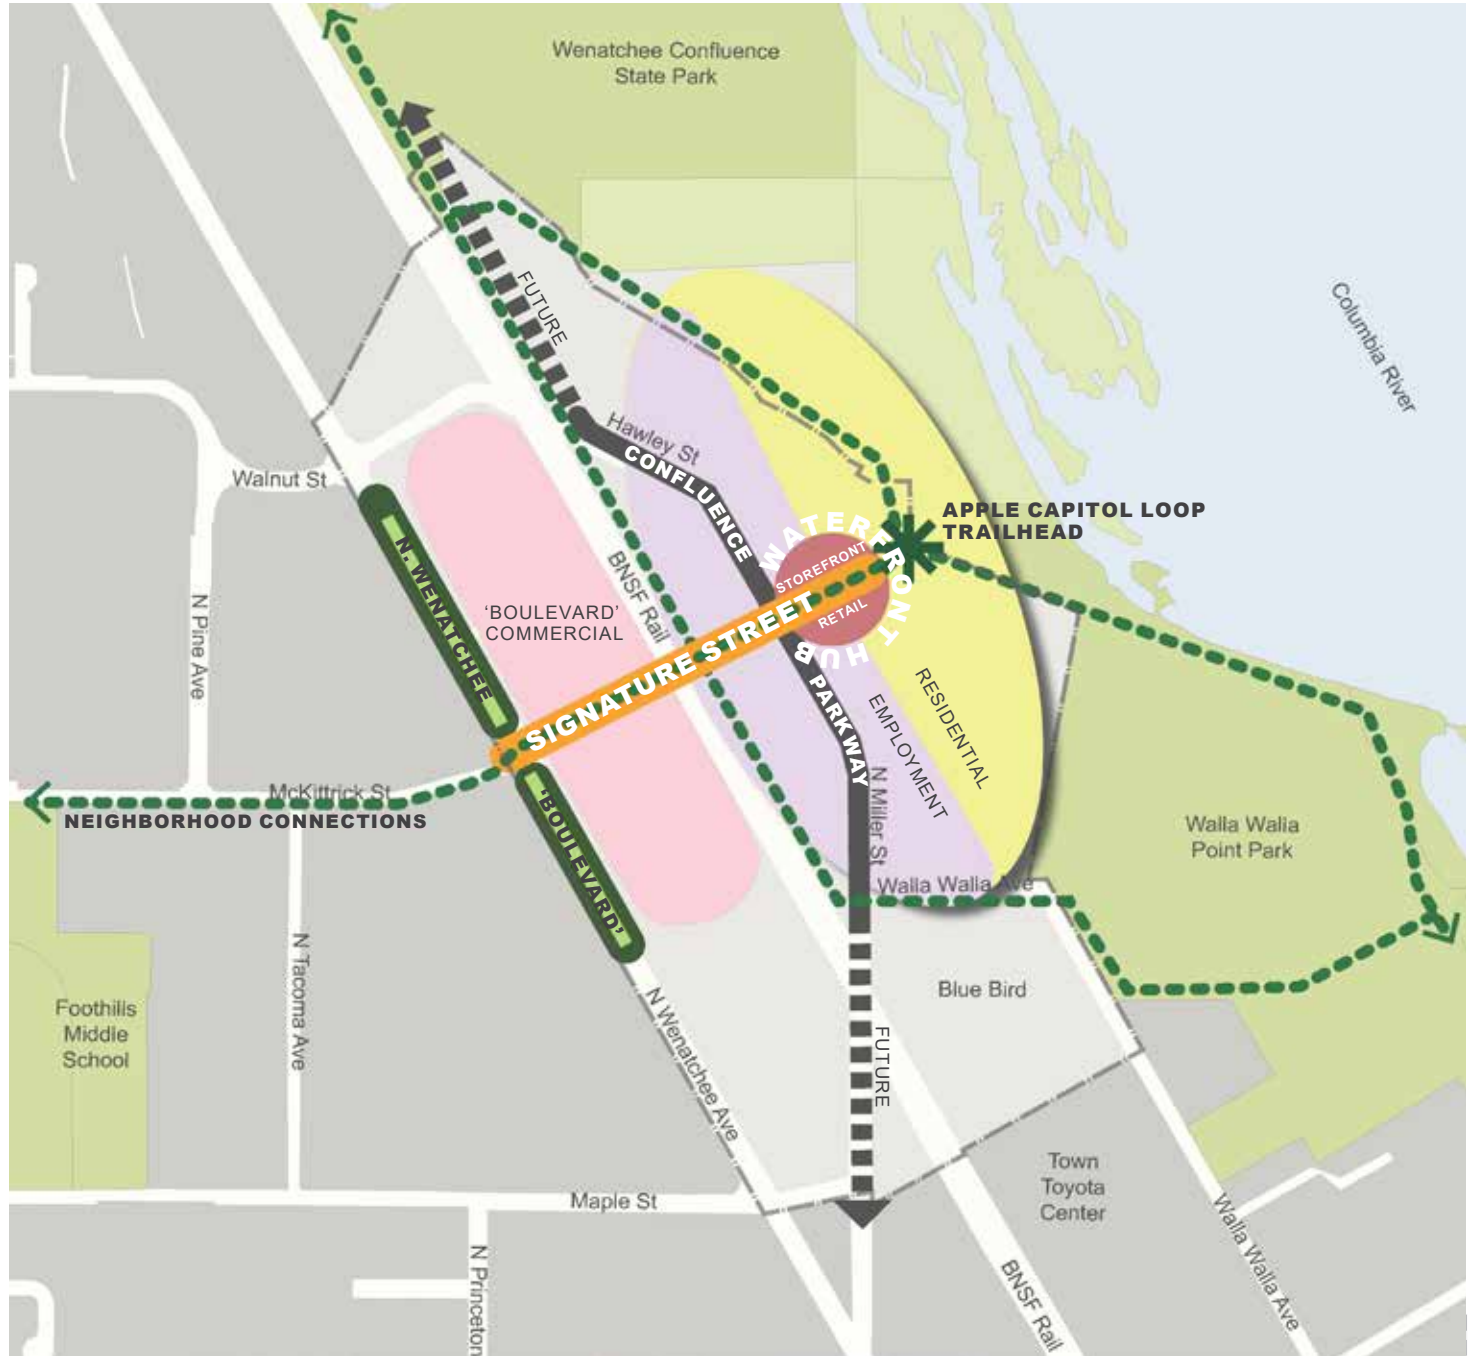 Wenatchee Confluence
State Park
Columbia River
FUTURE
Hawley St
CONFLUENCE
PARKWAY
Walnut St
N. WENATCHEE
'BOULEVARD'
N Pine Ave
'BOULEVARD'
COMMERCIAL
BNSF Rail
WATERFRONT HUB
STOREFRONT
RETAIL
APPLE CAPITOL LOOP
TRAILHEAD
SIGNATURE STREET
RESIDENTIAL
EMPLOYMENT
McKittrick St
NEIGHBORHOOD CONNECTIONS
N Miller St
Walla Walla Ave
Walla Walia
Point Park
N Tacoma Ave
Foothills
Middle
School
N Wenatchee Ave
Blue Bird
FUTURE
Maple St
Town
Toyota
Center
N Princeton
BNSF Rail
Walla Walla Ave